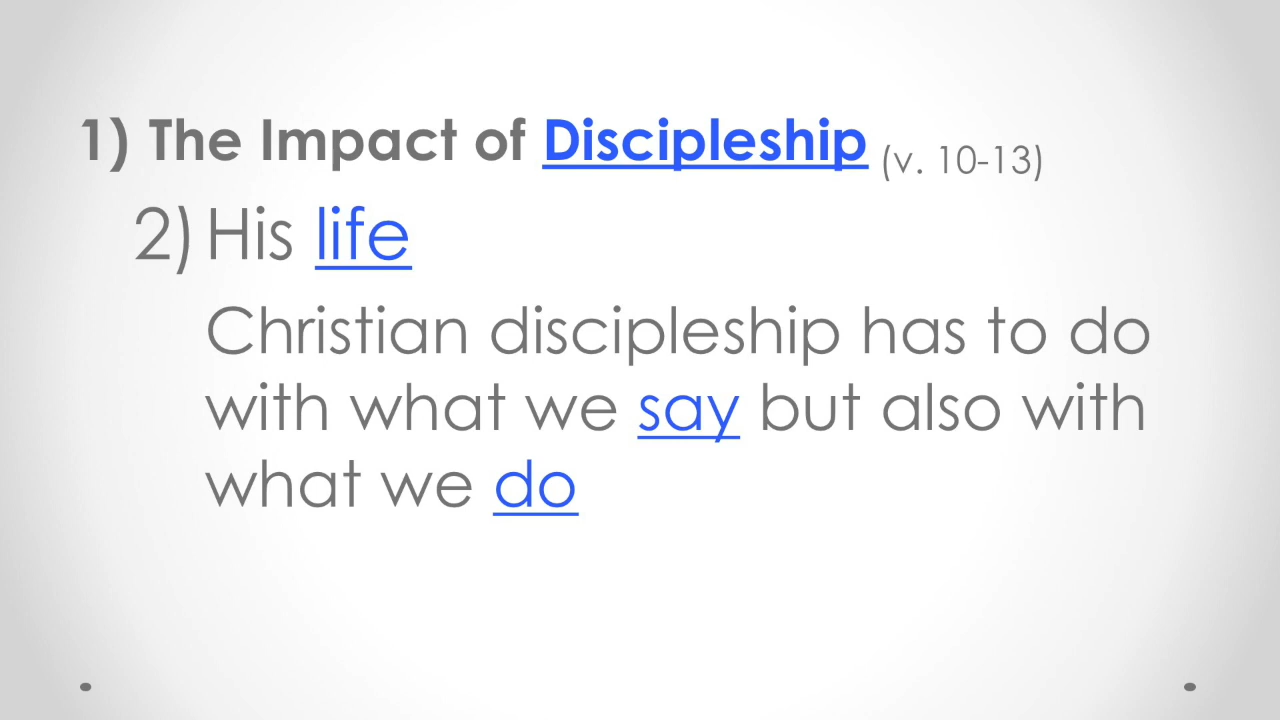 1) The Impact of Discipleship (v. 10-13)
2) His life
Christian discipleship has to do
with what we say but also with
what we do